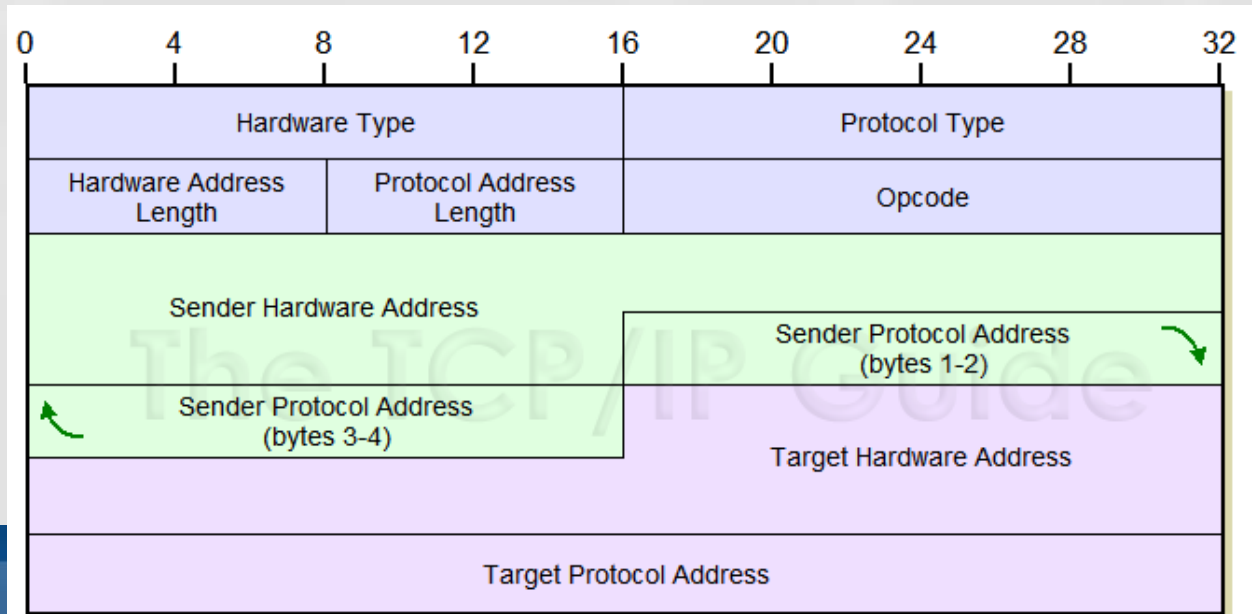 0 4 8 12 16 20 24 28 32
Hardware Type Protocol Type
Hardware Address
Length
Protocol Address
Length
Opcode
Sender Hardware Address
Sender Protocol Address
(bytes 1-2)
The TCP/IP Guide
Sender Protocol Address
(bytes 3-4)
Target Hardware Address
Target Protocol Address